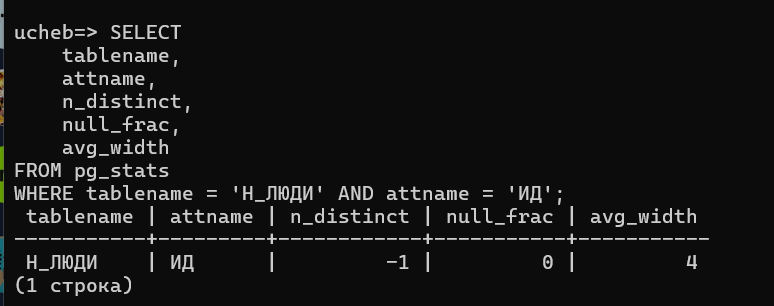 ucheb=> SELECT
    tablename,
    attname,
    n_distinct,
    null_frac,
    avg_width
FROM pg_stats
WHERE tablename = 'Н_ЛЮДИ' AND attname = 'ИД';
 tablename | attname | n_distinct | null_frac | avg_width
-----------+---------+------------+-----------+-----------
 Н_ЛЮДИ    | ИД      |         -1 |         0 |         4
(1 строка)